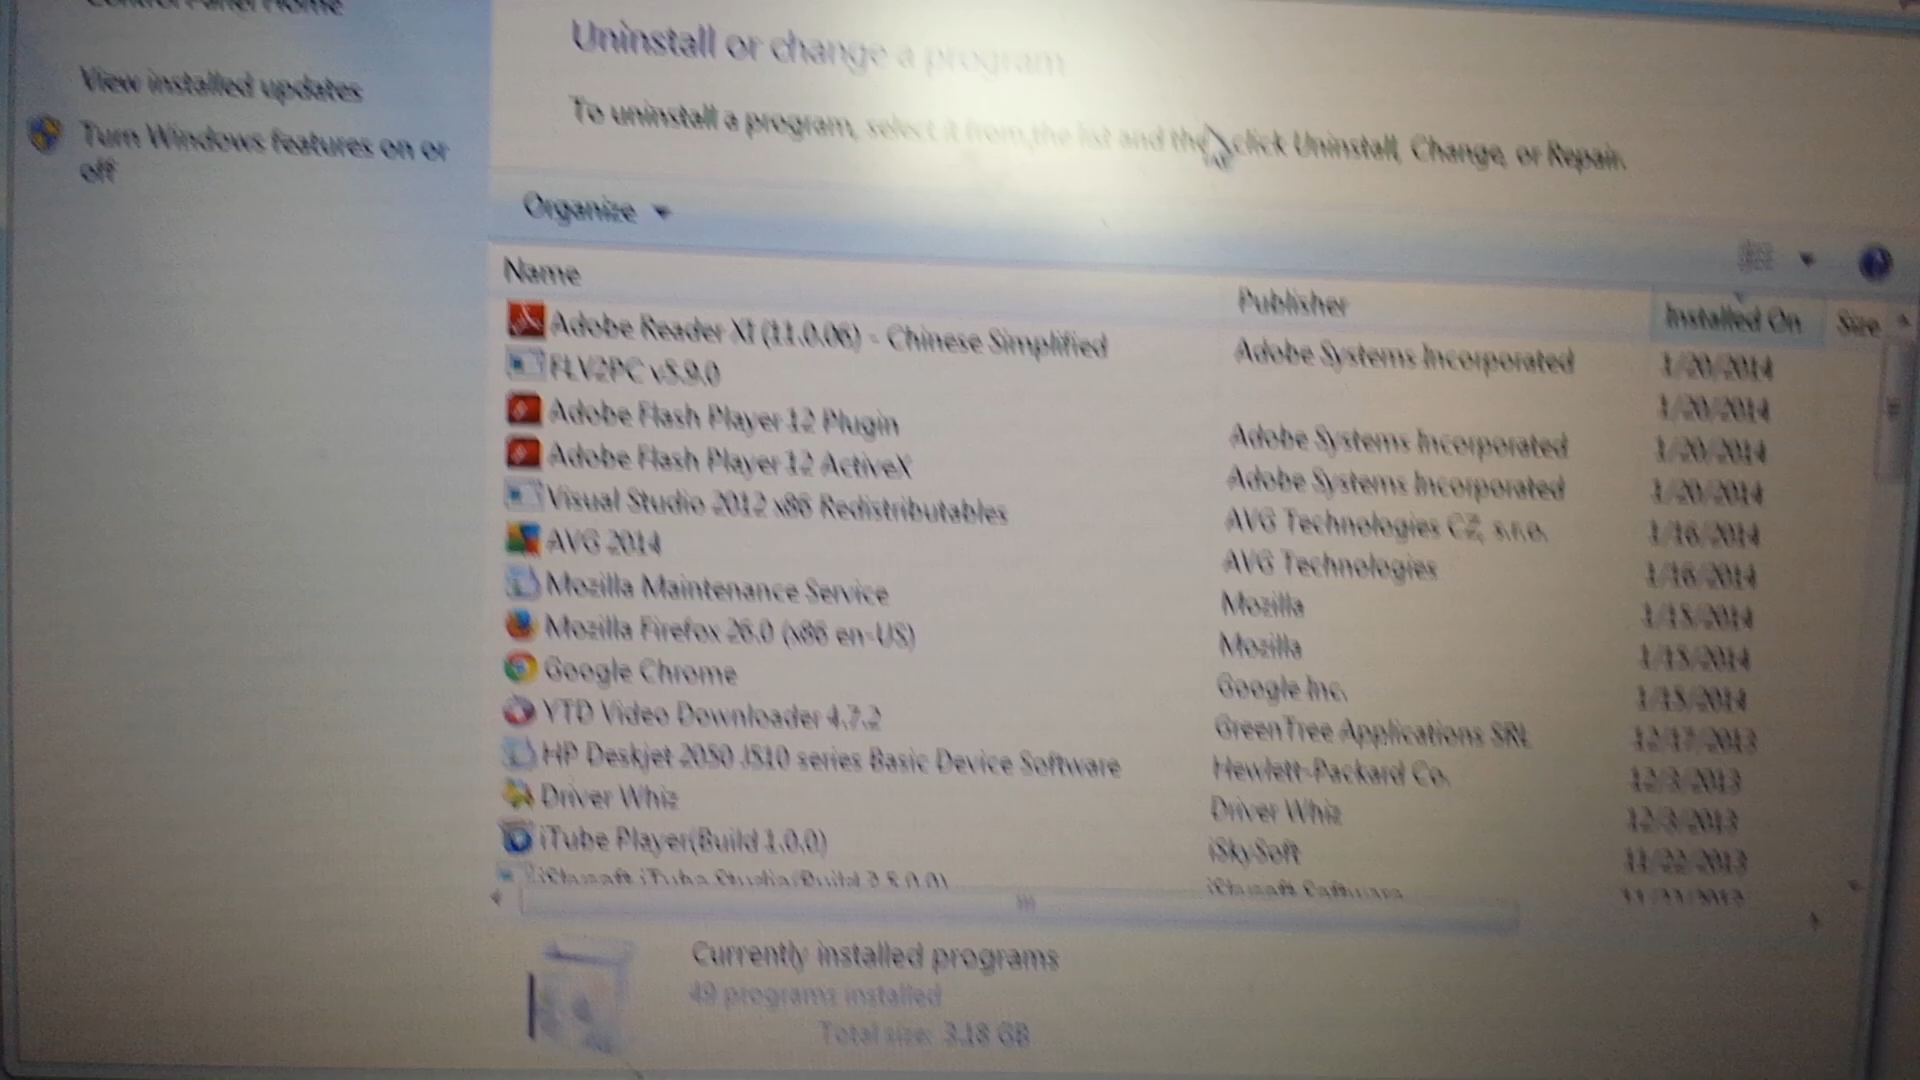 Control Panel Home
View installed updates
Turn Windows features on or
off
Uninstall or change a program
To uninstall a program, select it from the list and then click Uninstall, Change, or Repair.
Organize
Name Publisher Installed On Size
Adobe Reader XI (11.0.06) - Chinese Simplified Adobe Systems Incorporated 1/20/2014
FLV2PC v5.9.0 1/20/2014
Adobe Flash Player 12 Plugin Adobe Systems Incorporated 1/20/2014
Adobe Flash Player 12 ActiveX Adobe Systems Incorporated 1/20/2014
Visual Studio 2012 x86 Redistributables AVG Technologies CZ, s.r.o. 1/16/2014
AVG 2014 AVG Technologies 1/16/2014
Mozilla Maintenance Service Mozilla 1/15/2014
Mozilla Firefox 26.0 (x86 en-US) Mozilla 1/15/2014
Google Chrome Google Inc. 1/15/2014
YTD Video Downloader 4.7.2 GreenTree Applications SRL 12/17/2013
HP Deskjet 2050 J510 series Basic Device Software Hewlett-Packard Co. 12/3/2013
Driver Whiz Driver Whiz 12/3/2013
iTube Player(Build 1.0.0) iSkySoft 11/22/2013
Currently installed programs
49 programs installed
Total size: 3.18 GB